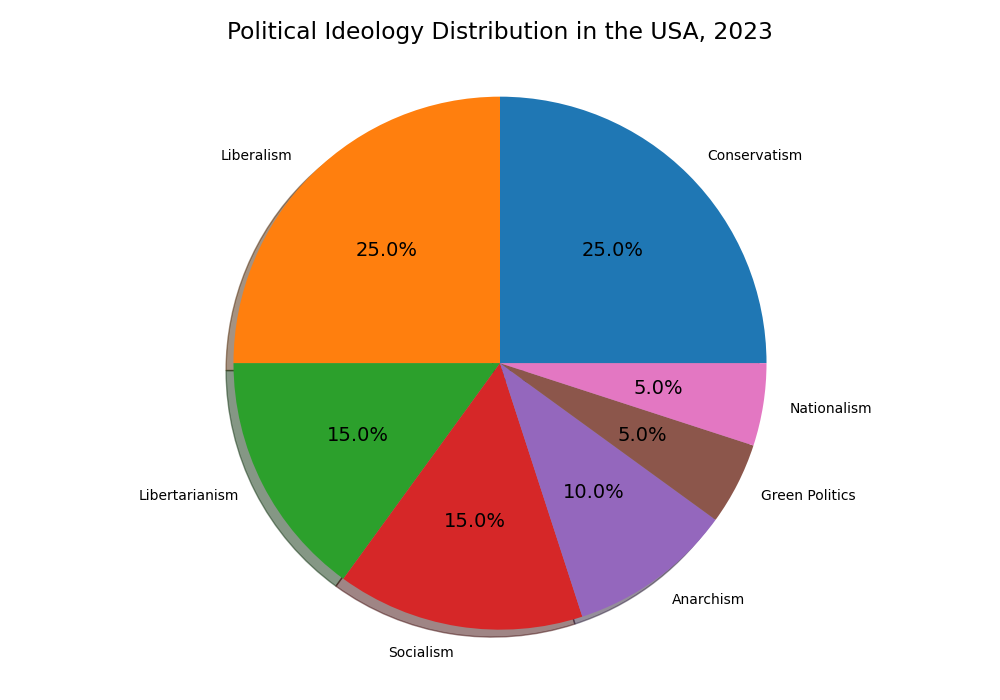 Political Ideology Distribution in the USA, 2023
Liberalism
Conservatism
25.0%
25.0%
5.0%
Nationalism
15.0%
5.0%
Libertarianism
10.0%
Green Politics
15.0%
Anarchism
Socialism